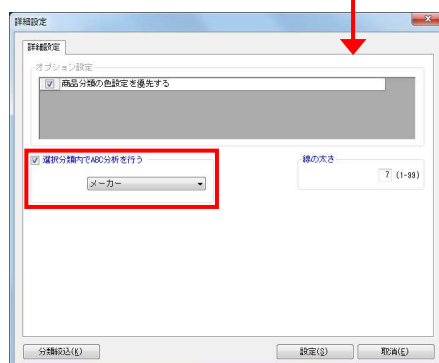 詳細設定
詳細設定
オプション設定
商品分類の色設定を優先する
選択分類内でABC分析を行う
メーカー
線の太さ
7 (1-99)
分類絞込(K)
設定(S)
取消(E)